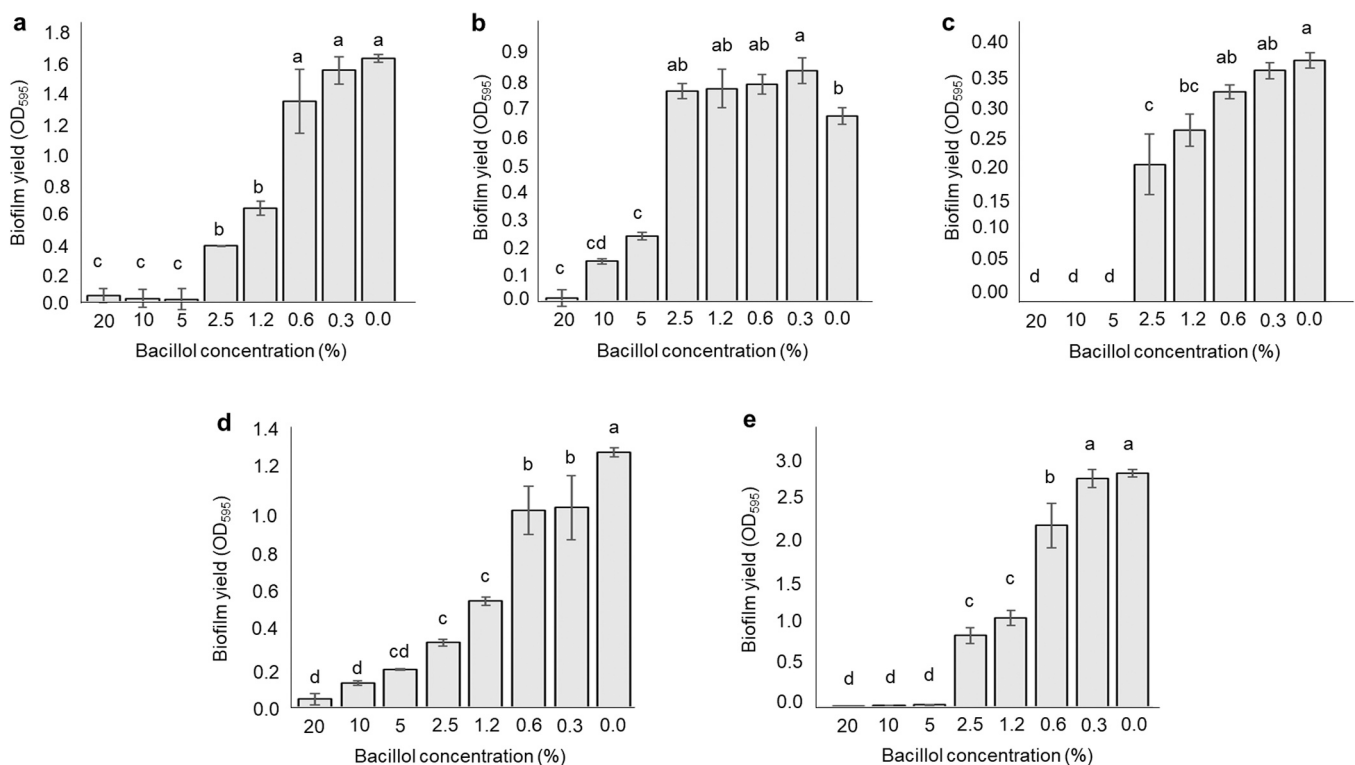 a
Biofilm yield (OD595)
1.8
1.6
1.4
1.2
1.0
0.8
0.6
0.4
0.2
0.0
c c c b b a a a
20 10 5 2.5 1.2 0.6 0.3 0.0
Bacillol concentration (%)
b
Biofilm yield (OD595)
0.9
0.8
0.7
0.6
0.5
0.4
0.3
0.2
0.1
0.0
c cd c ab ab ab a b
20 10 5 2.5 1.2 0.6 0.3 0.0
Bacillol concentration (%)
c
Biofilm yield (OD595)
0.40
0.35
0.30
0.25
0.20
0.15
0.10
0.05
0.00
d d d c bc ab ab a
20 10 5 2.5 1.2 0.6 0.3 0.0
Bacillol concentration (%)
d
Biofilm yield (OD595)
1.4
1.2
1.0
0.8
0.6
0.4
0.2
0.0
d d cd c c b b a
20 10 5 2.5 1.2 0.6 0.3 0.0
Bacillol concentration (%)
e
Biofilm yield (OD595)
3.0
2.5
2.0
1.5
1.0
0.5
0.0
d d d c c b a a
20 10 5 2.5 1.2 0.6 0.3 0.0
Bacillol concentration (%)